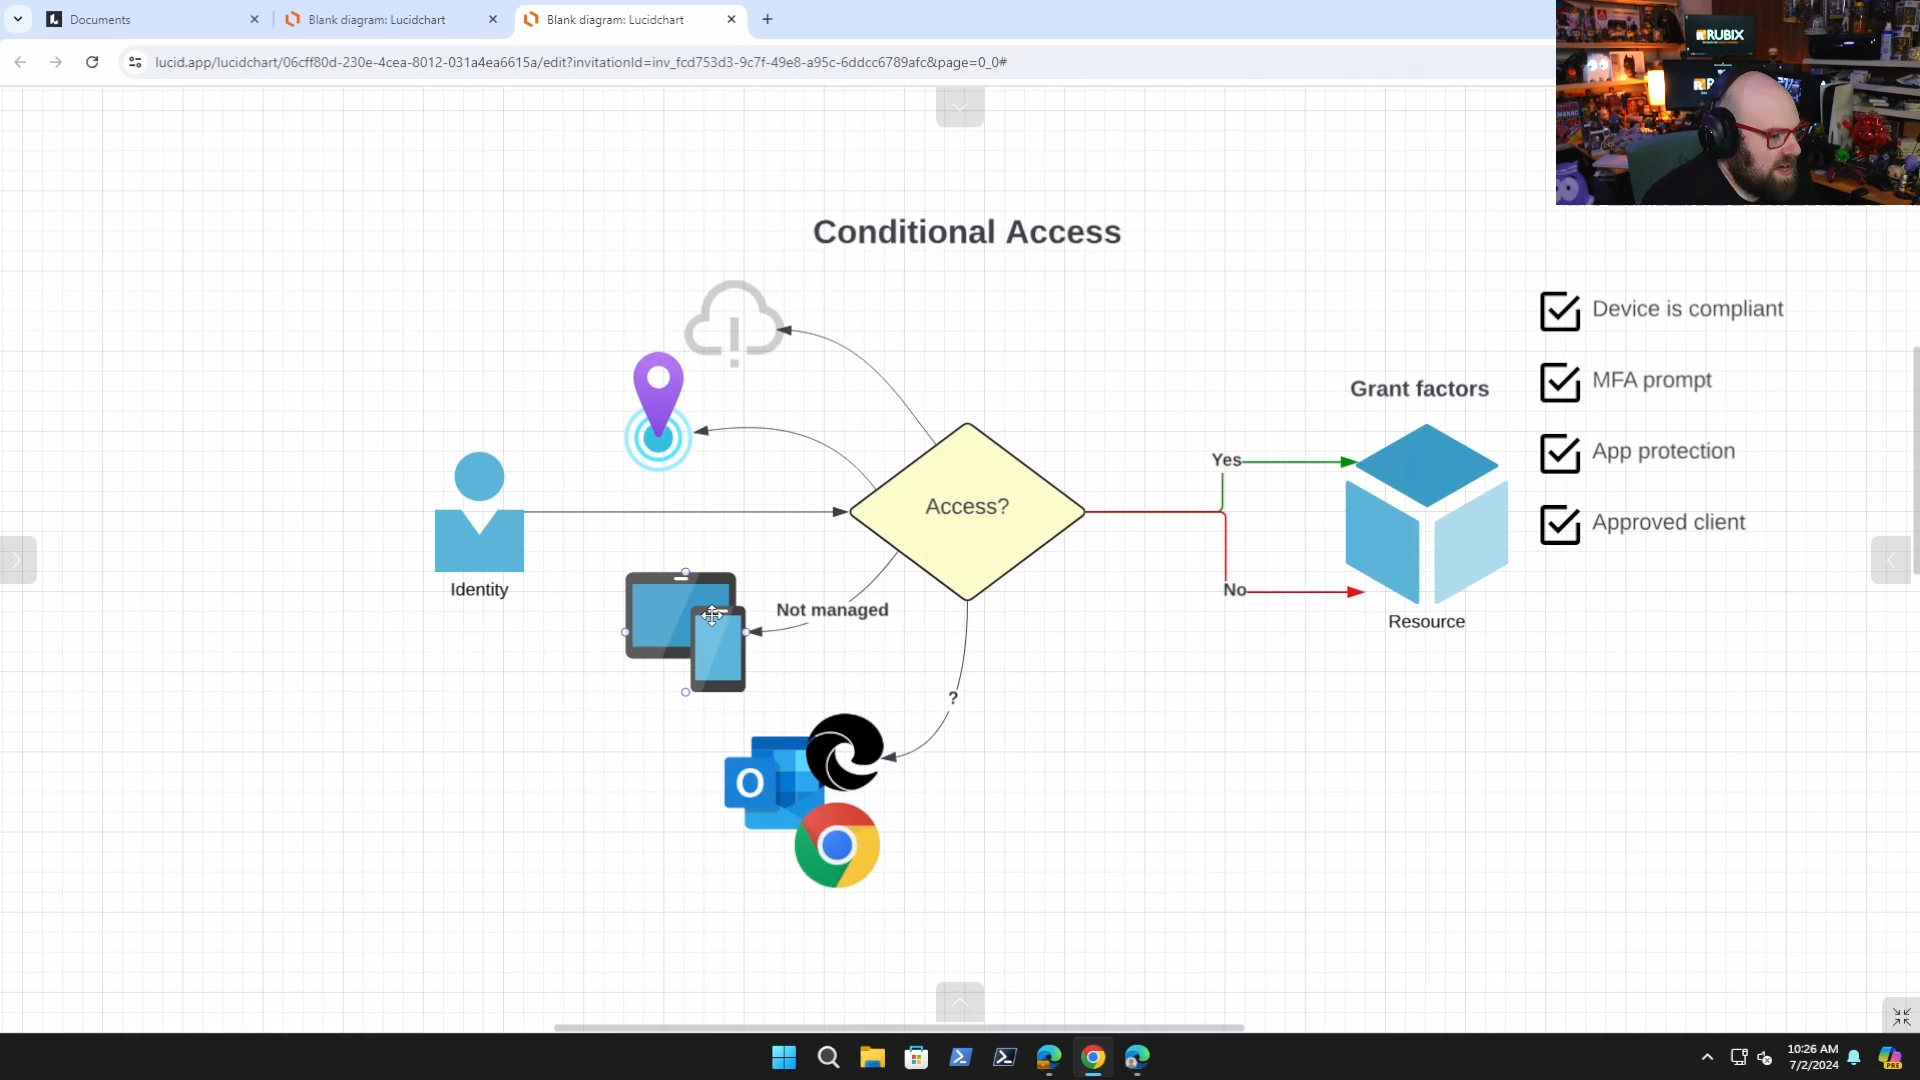 Documents
Blank diagram: Lucidchart
Blank diagram: Lucidchart
lucid.app/lucidchart/06cff80d-230e-4cea-8012-031a4ea6615a/edit?invitationId=inv_fcd753d3-9c7f-49e8-a95c-6ddcc6789afc&page=0_0#
RUBIX
Conditional Access
Device is compliant
MFA prompt
Grant factors
App protection
Yes
Access?
Approved client
Identity
No
Not managed
Resource
?
O
10:26 AM
7/2/2024
PRE